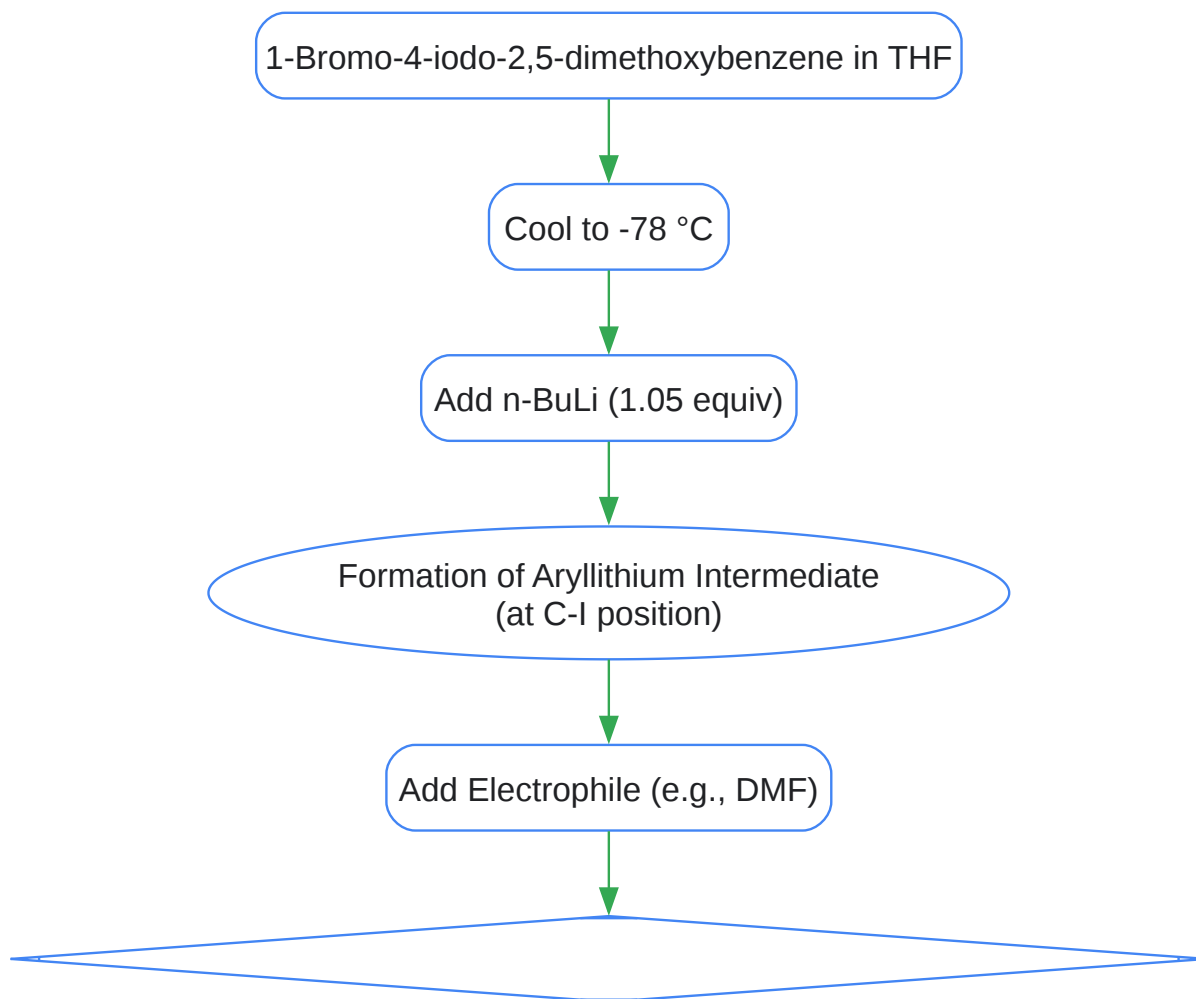 1-Bromo-4-iodo-2,5-dimethoxybenzene in THF
Cool to -78 °C
Add n-BuLi (1.05 equiv)
Formation of Aryllithium Intermediate
(at C-I position)
Add Electrophile (e.g., DMF)